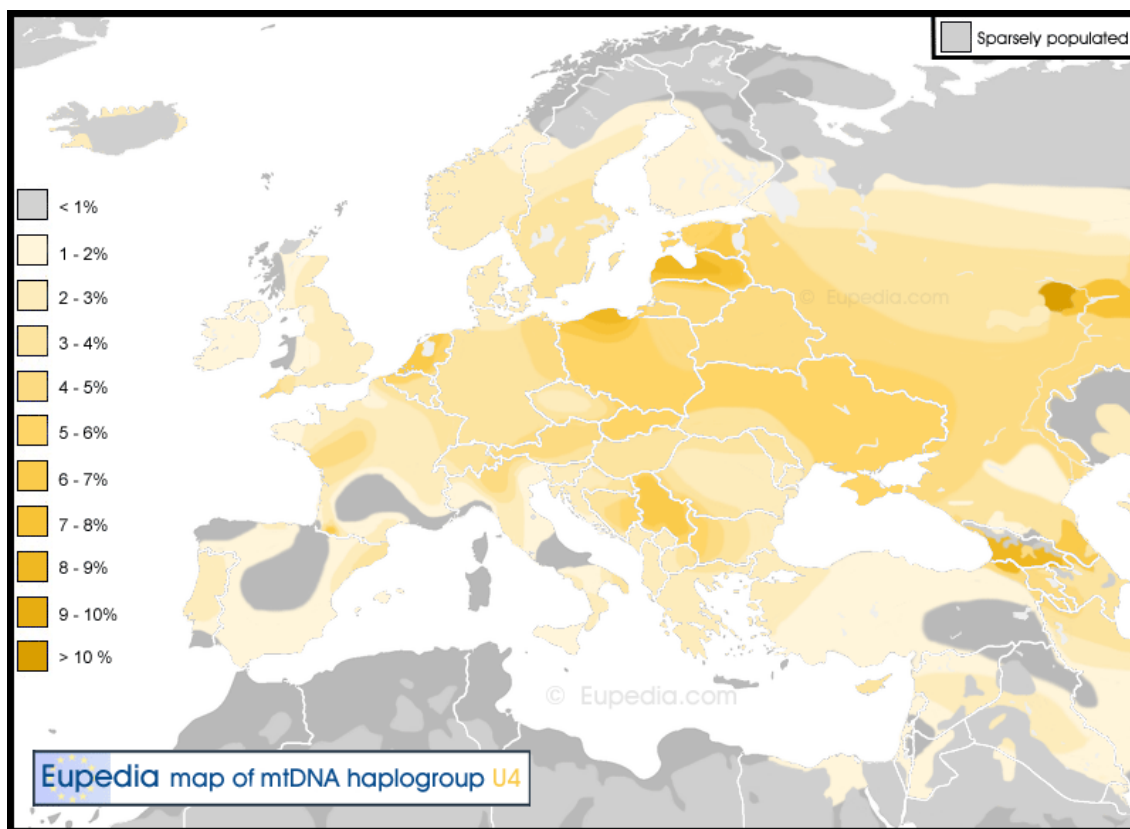 Sparsely populated
< 1%
1 - 2%
2 - 3%
3 - 4%
4 - 5%
5 - 6%
6 - 7%
7 - 8%
8 - 9%
9 - 10%
> 10 %
© Eupedia.com
© Eupedia.com
Eupedia map of mtDNA haplogroup U4